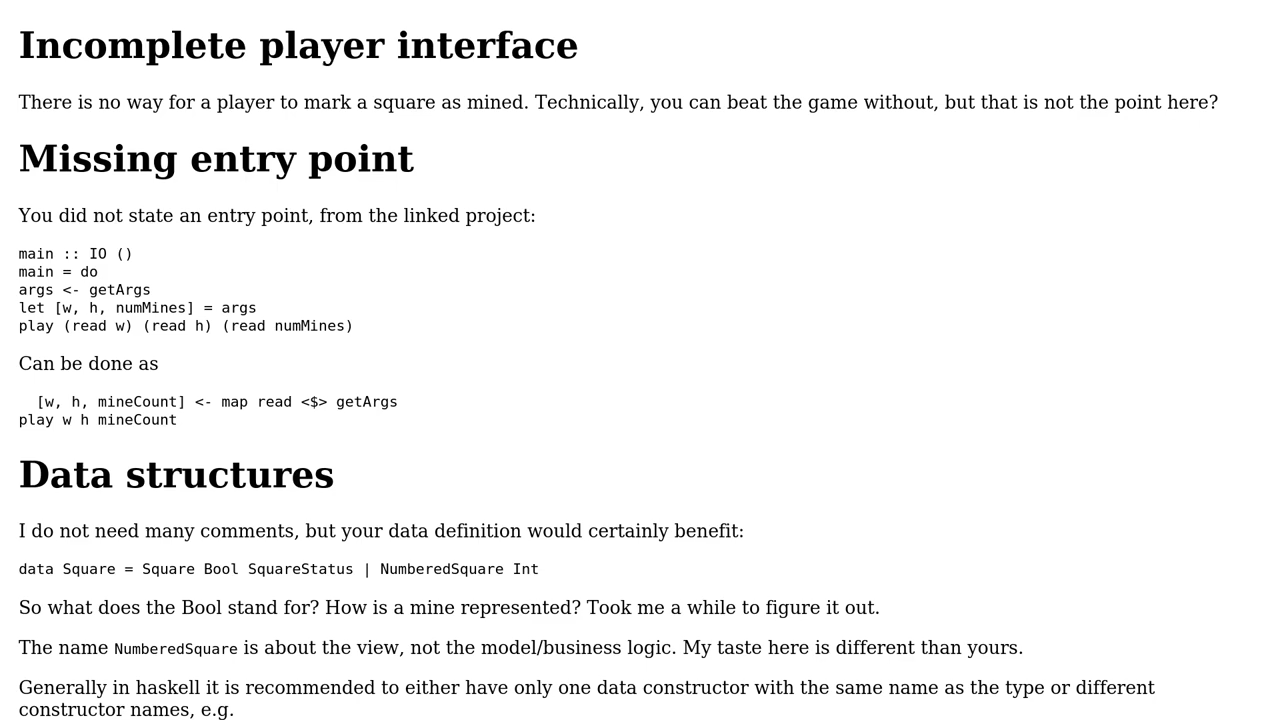 Incomplete player interface
There is no way for a player to mark a square as mined. Technically, you can beat the game without, but that is not the point here?
Missing entry point
You did not state an entry point, from the linked project:
main :: IO ()
main = do
args <- getArgs
let [w, h, numMines] = args
play (read w) (read h) (read numMines)
Can be done as
  [w, h, mineCount] <- map read <$> getArgs
play w h mineCount
Data structures
I do not need many comments, but your data definition would certainly benefit:
data Square = Square Bool SquareStatus | NumberedSquare Int
So what does the Bool stand for? How is a mine represented? Took me a while to figure it out.
The name NumberedSquare is about the view, not the model/business logic. My taste here is different than yours.
Generally in haskell it is recommended to either have only one data constructor with the same name as the type or different
constructor names, e.g.